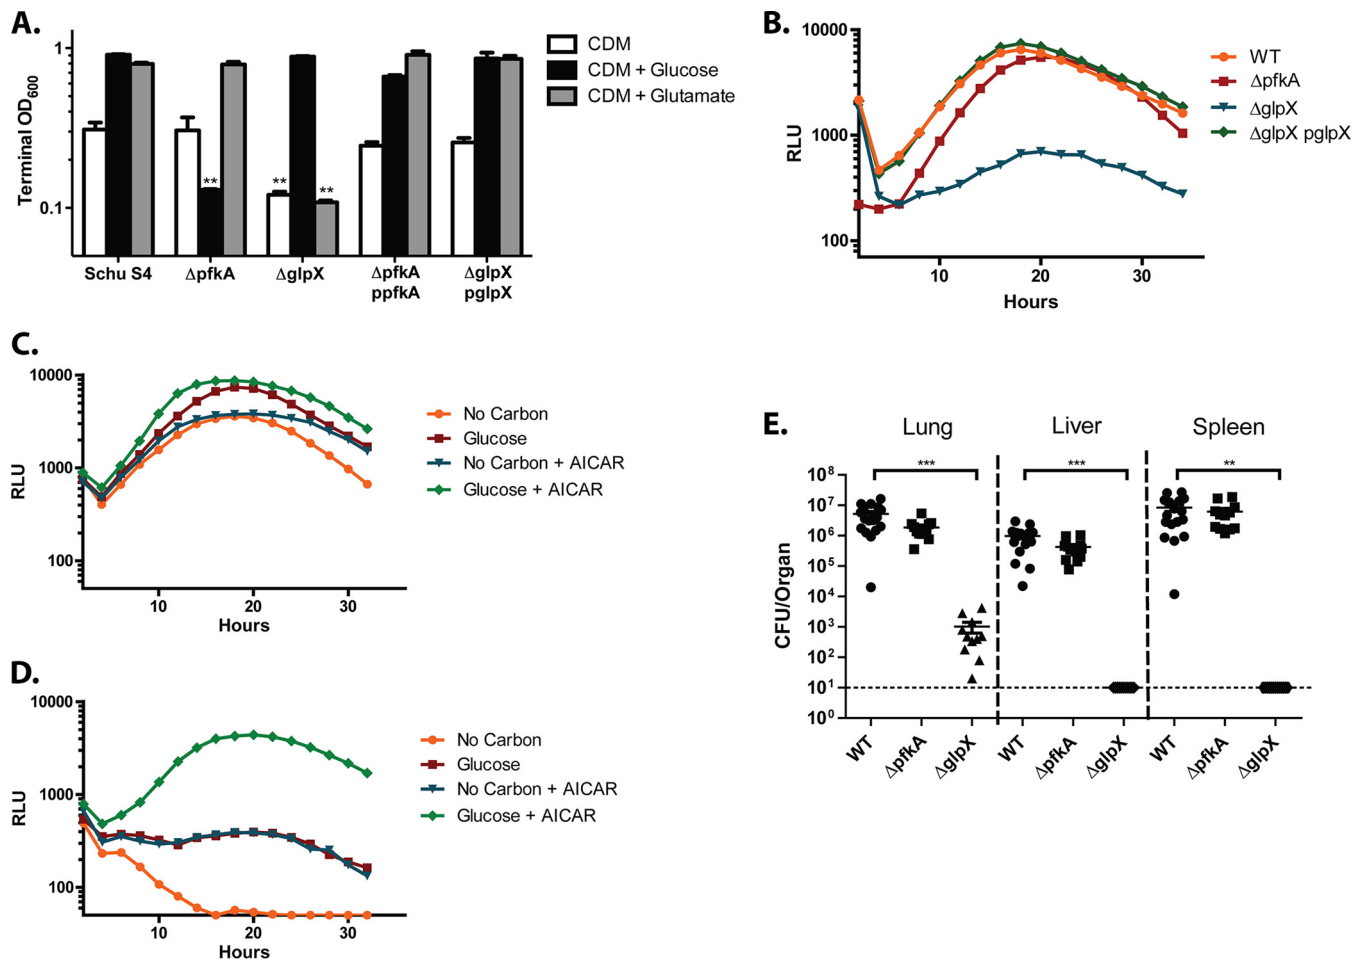 A.
Terminal OD600
1
0.1
**
**
**
Schu S4
ΔpfkA
ΔglpX
ΔpfkA
ppfkA
ΔglpX
pglpX
CDM
CDM + Glucose
CDM + Glutamate
B.
RLU
10000
1000
100
10
20
30
Hours
WT
ΔpfkA
ΔglpX
ΔglpX pglpX
C.
RLU
10000
1000
100
10
20
30
Hours
No Carbon
Glucose
No Carbon + AICAR
Glucose + AICAR
D.
RLU
10000
1000
100
10
20
30
Hours
No Carbon
Glucose
No Carbon + AICAR
Glucose + AICAR
E.
Lung
Liver
Spleen
***
***
**
CFU/Organ
10^8
10^7
10^6
10^5
10^4
10^3
10^2
10^1
10^0
WT
ΔpfkA
ΔglpX
WT
ΔpfkA
ΔglpX
WT
ΔpfkA
ΔglpX